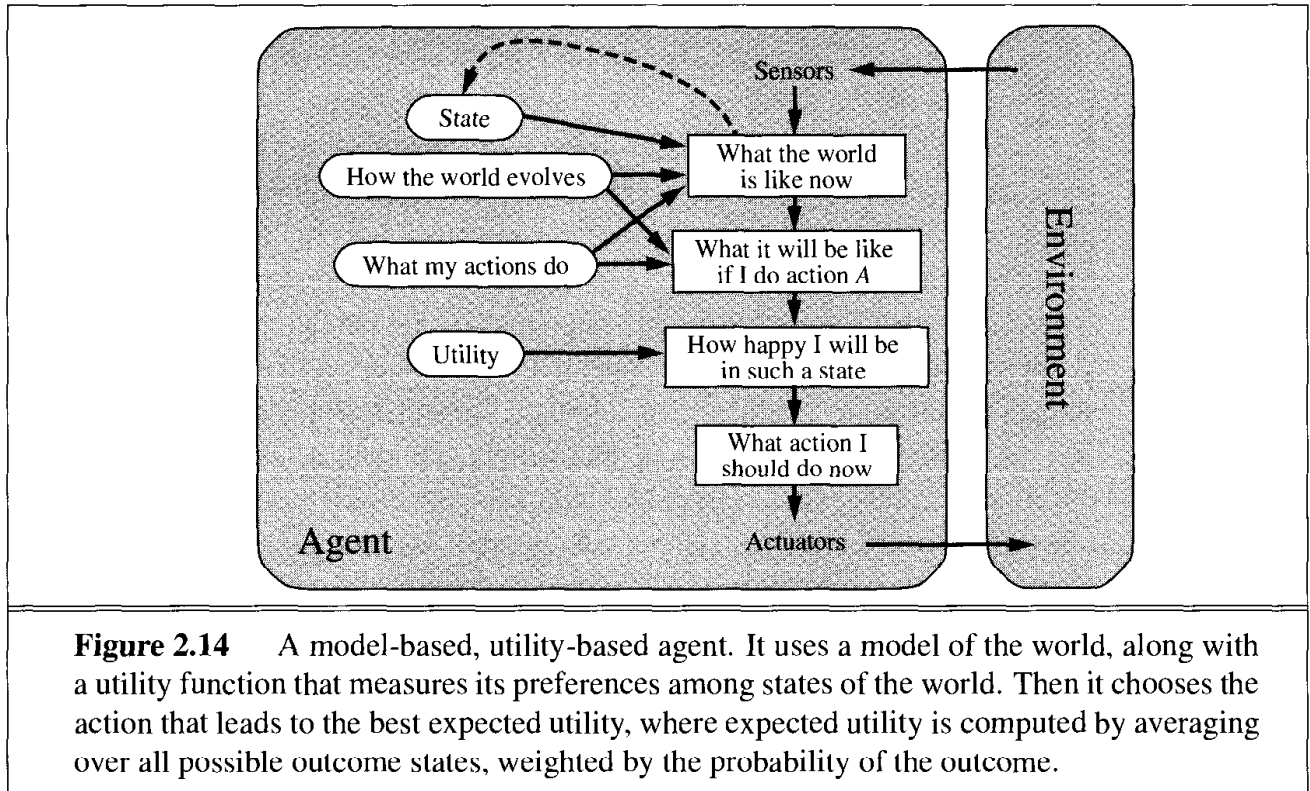 Sensors
State
What the world
is like now
How the world evolves
What my actions do
What it will be like
if I do action A
Utility
How happy I will be
in such a state
What action I
should do now
Agent
Actuators
Environment
Figure 2.14 A model-based, utility-based agent. It uses a model of the world, along with
a utility function that measures its preferences among states of the world. Then it chooses the
action that leads to the best expected utility, where expected utility is computed by averaging
over all possible outcome states, weighted by the probability of the outcome.